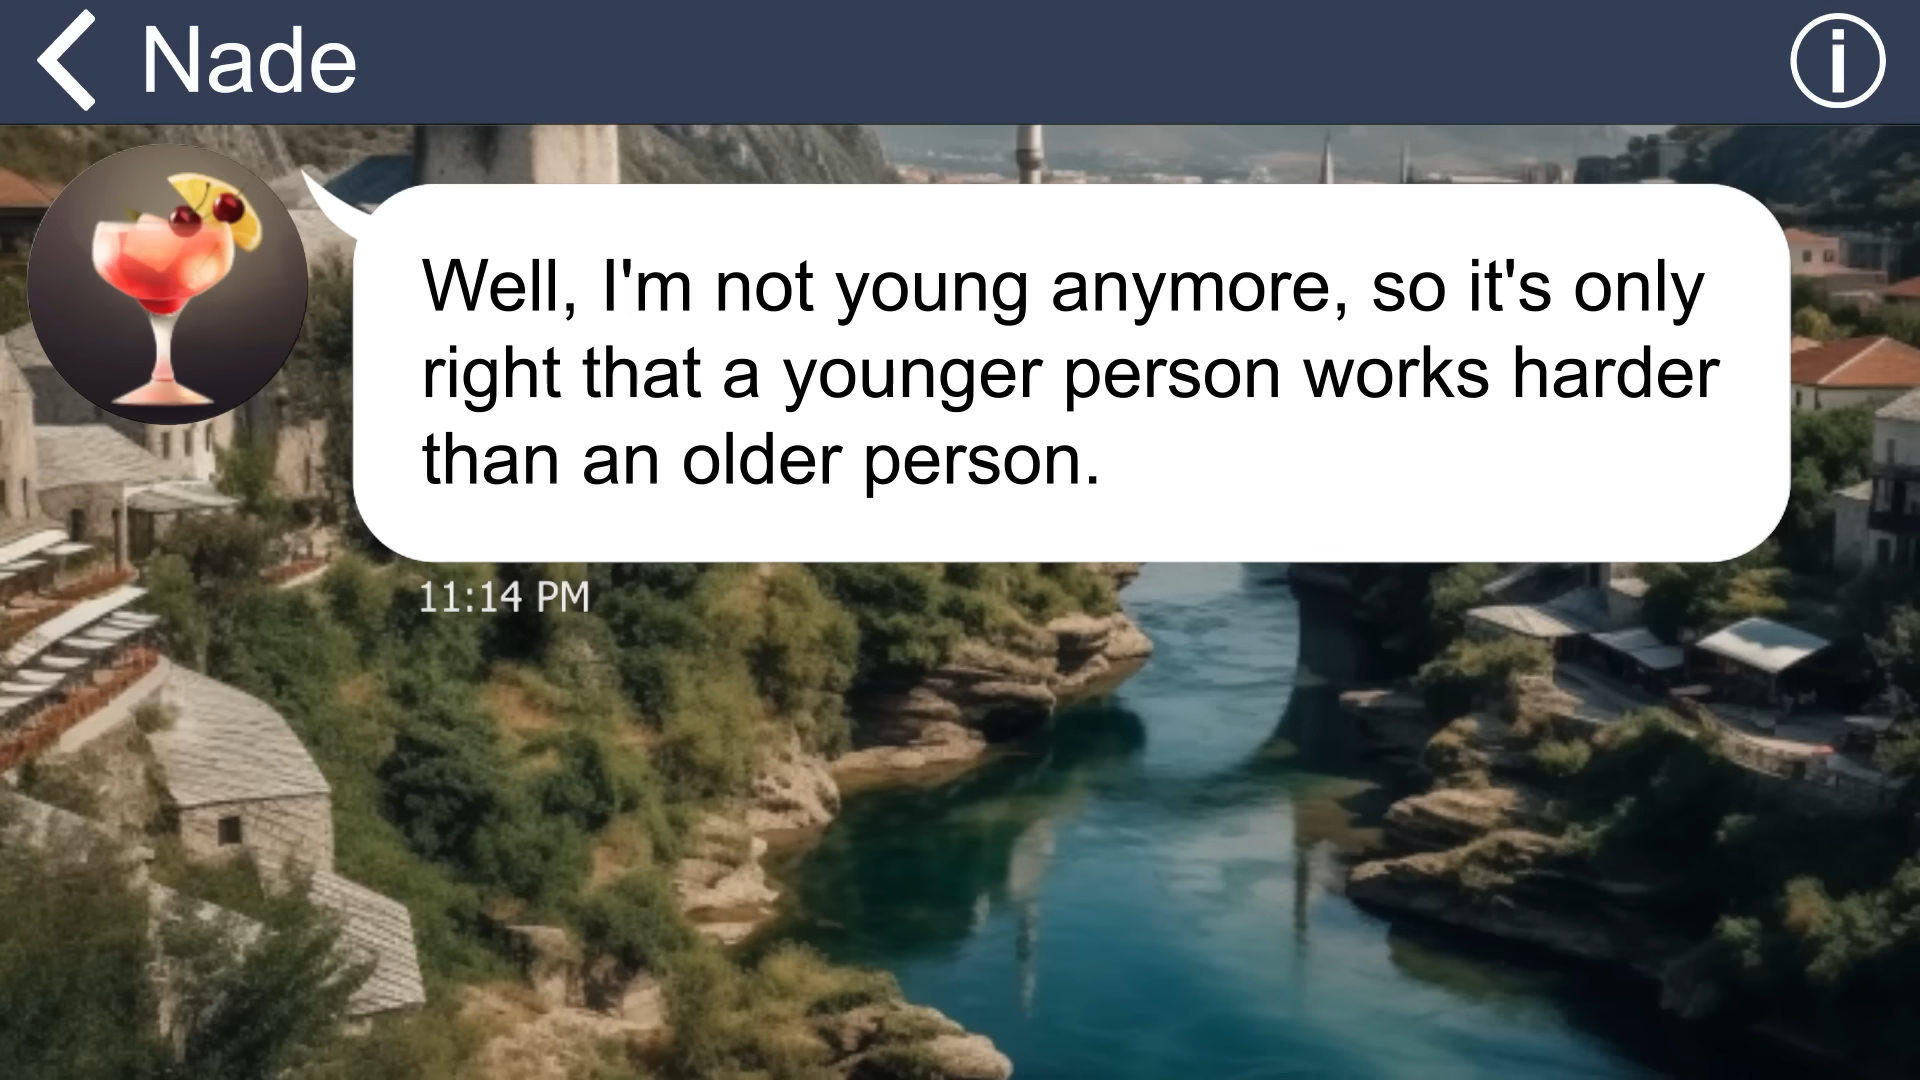 Nade
Well, I'm not young anymore, so it's only
right that a younger person works harder
than an older person.
11:14 PM